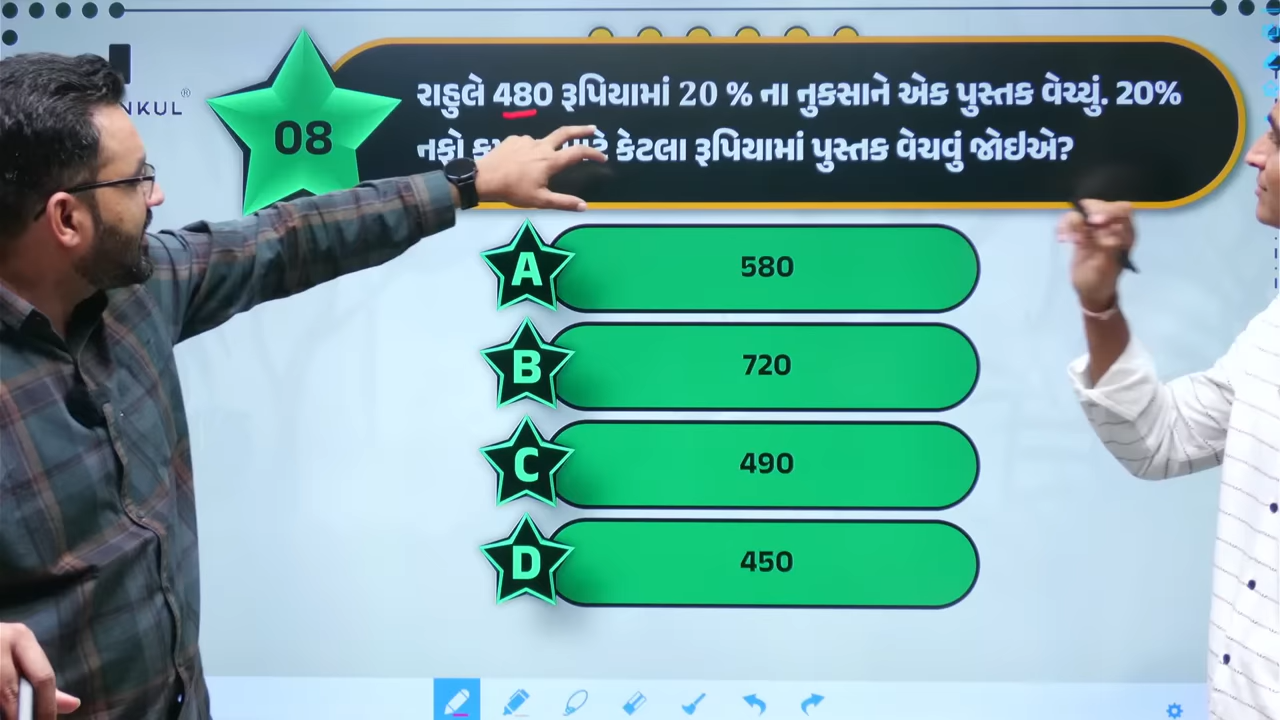 NKUL®
08
રાહુલે 480 રૂપિયામાં 20 % ના નુકસાને એક પુસ્તક વેચ્યું. 20%
નફો માટે કેટલા રૂપિયામાં પુસ્તક વેચવું જોઈએ?
A 580
B 720
C 490
D 450